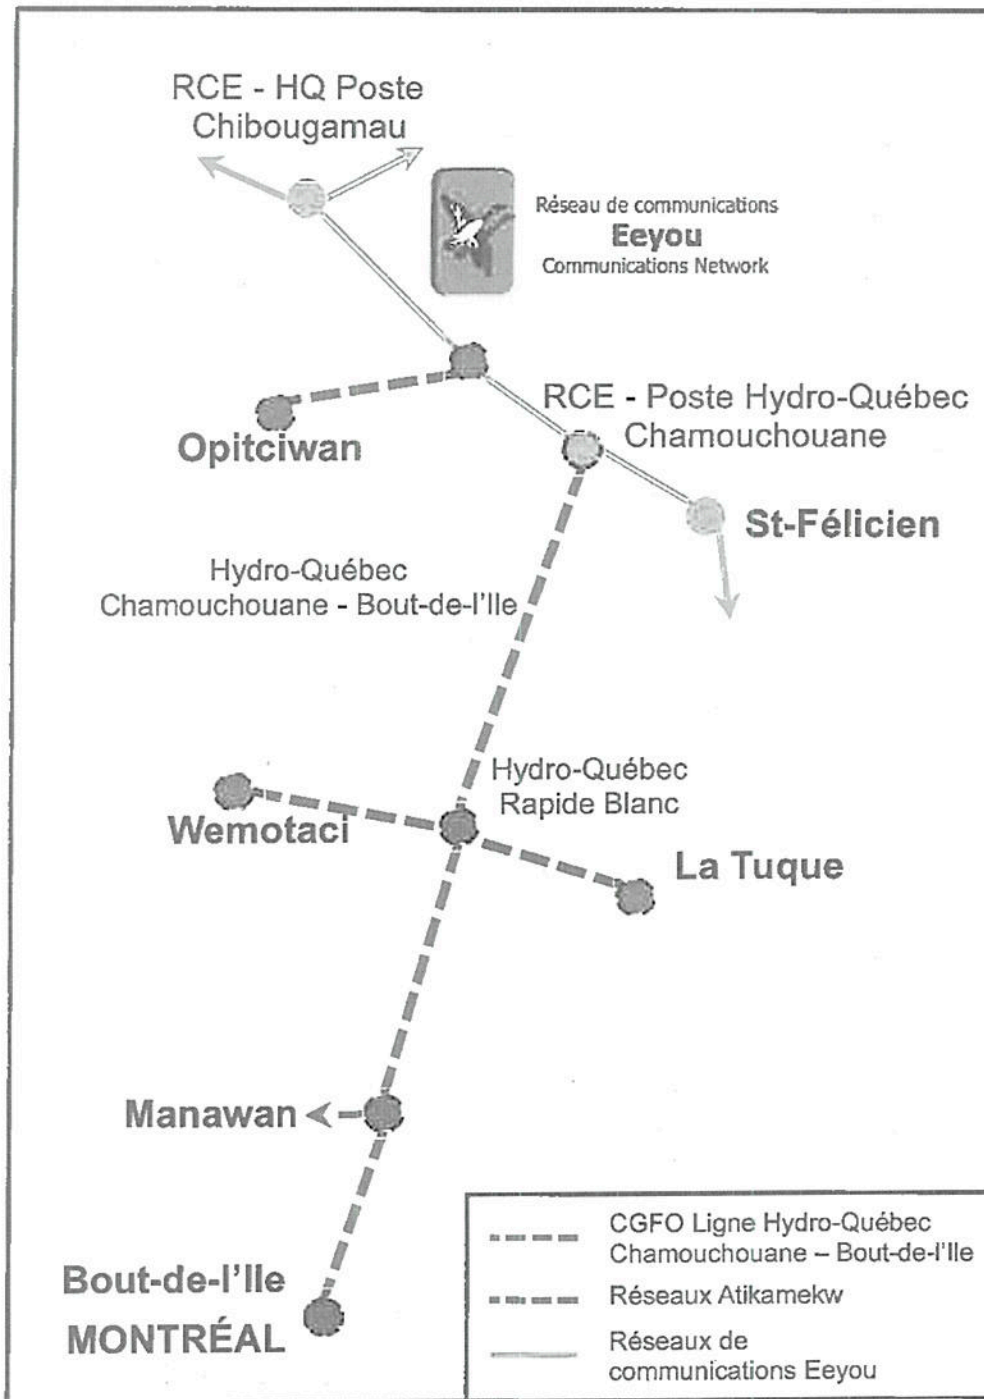 RCE - HQ Poste
Chibougamau
Réseau de communications
Eeyou
Communications Network
RCE - Poste Hydro-Québec
Chamouchouane
Opitciwan
St-Félicien
Hydro-Québec
Chamouchouane - Bout-de-l'Ile
Hydro-Québec
Rapide Blanc
Wemotaci
La Tuque
Manawan
Bout-de-l'Ile
MONTRÉAL
CGFO Ligne Hydro-Québec
Chamouchouane – Bout-de-l'Ile
Réseaux Atikamekw
Réseaux de
communications Eeyou